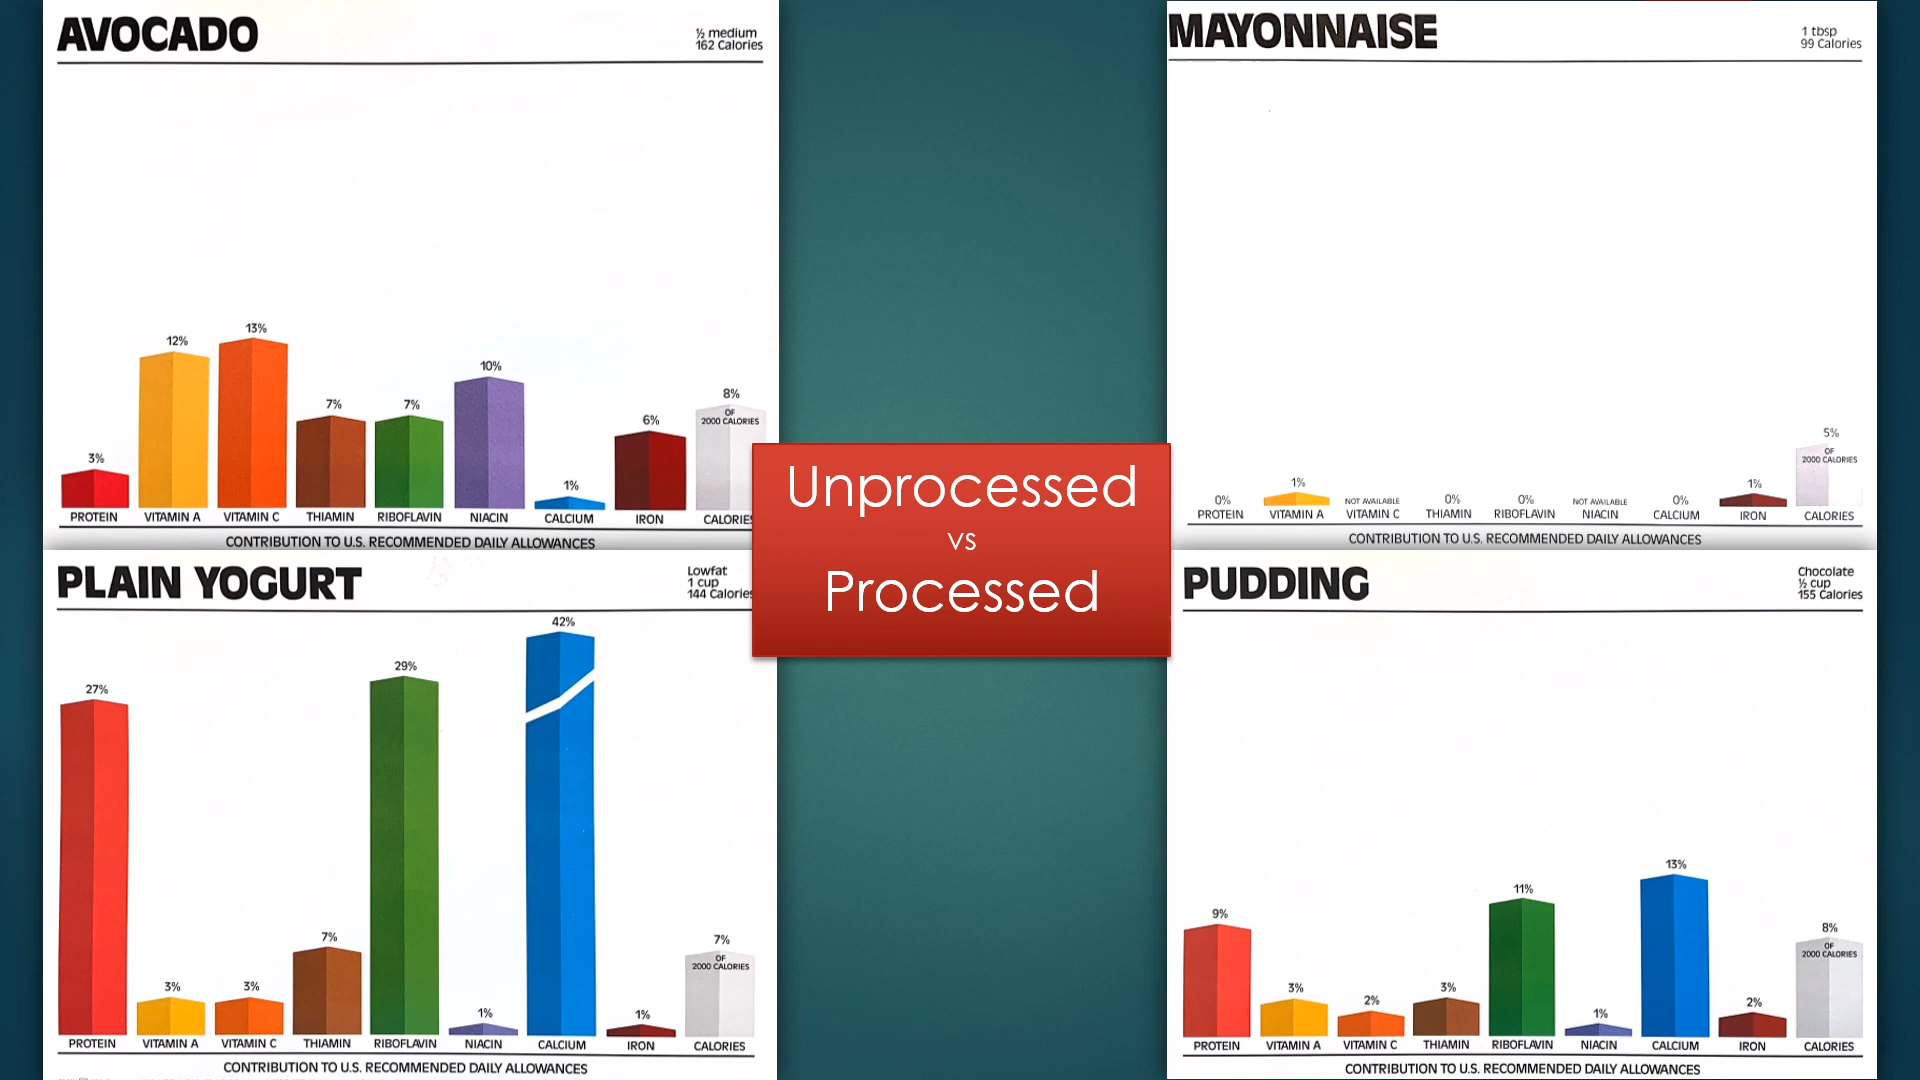 AVOCADO
½ medium
162 Calories
3%
12%
13%
7%
7%
10%
1%
6%
8%
OF
2000 CALORIES
PROTEIN
VITAMIN A
VITAMIN C
THIAMIN
RIBOFLAVIN
NIACIN
CALCIUM
IRON
CALORIES
CONTRIBUTION TO U.S. RECOMMENDED DAILY ALLOWANCES
MAYONNAISE
1 tbsp
99 Calories
0%
1%
NOT AVAILABLE
0%
0%
NOT AVAILABLE
0%
1%
5%
OF
2000 CALORIES
PROTEIN
VITAMIN A
VITAMIN C
THIAMIN
RIBOFLAVIN
NIACIN
CALCIUM
IRON
CALORIES
CONTRIBUTION TO U.S. RECOMMENDED DAILY ALLOWANCES
Unprocessed
vs
Processed
PLAIN YOGURT
Lowfat
1 cup
144 Calories
27%
3%
3%
7%
29%
1%
42%
1%
7%
OF
2000 CALORIES
PROTEIN
VITAMIN A
VITAMIN C
THIAMIN
RIBOFLAVIN
NIACIN
CALCIUM
IRON
CALORIES
CONTRIBUTION TO U.S. RECOMMENDED DAILY ALLOWANCES
PUDDING
Chocolate
½ cup
155 Calories
9%
3%
2%
3%
11%
1%
13%
2%
8%
OF
2000 CALORIES
PROTEIN
VITAMIN A
VITAMIN C
THIAMIN
RIBOFLAVIN
NIACIN
CALCIUM
IRON
CALORIES
CONTRIBUTION TO U.S. RECOMMENDED DAILY ALLOWANCES